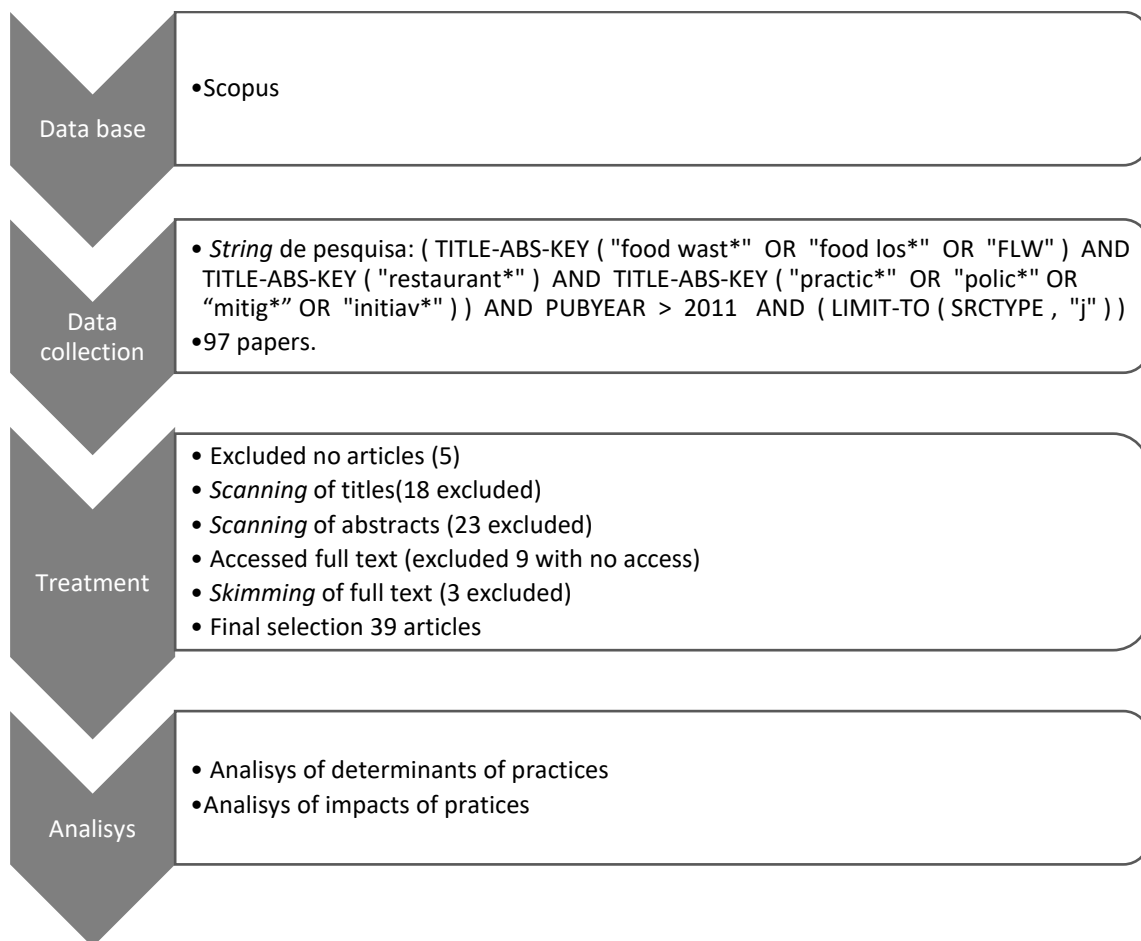 Data base
•Scopus
Data
collection
• String de pesquisa: ( TITLE-ABS-KEY ( "food wast*" OR "food los*" OR "FLW" ) AND
TITLE-ABS-KEY ( "restaurant*" ) AND TITLE-ABS-KEY ( "practic*" OR "polic*" OR
“mitig*” OR "initiav*" ) ) AND PUBYEAR > 2011 AND ( LIMIT-TO ( SRCTYPE , "j" ) )
•97 papers.
Treatment
• Excluded no articles (5)
• Scanning of titles(18 excluded)
• Scanning of abstracts (23 excluded)
• Accessed full text (excluded 9 with no access)
• Skimming of full text (3 excluded)
• Final selection 39 articles
Analisys
• Analisys of determinants of practices
•Analisys of impacts of pratices